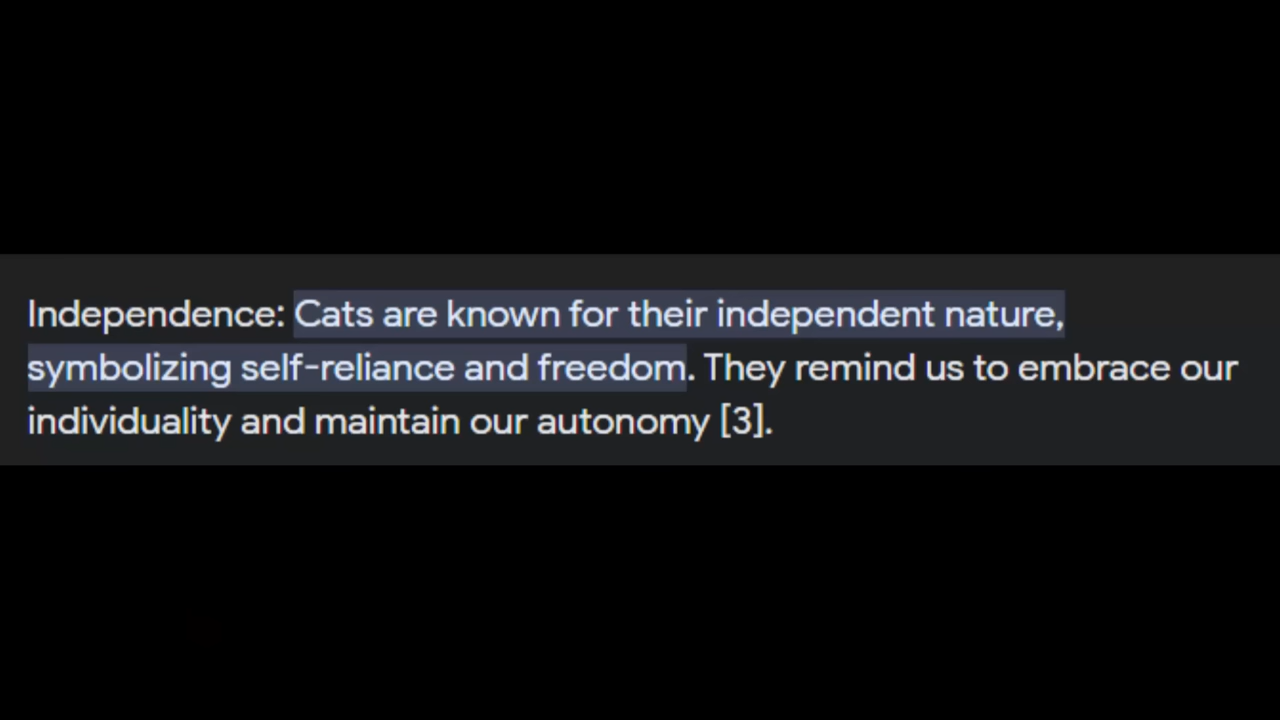 Independence: Cats are known for their independent nature,
symbolizing self-reliance and freedom. They remind us to embrace our
individuality and maintain our autonomy [3].